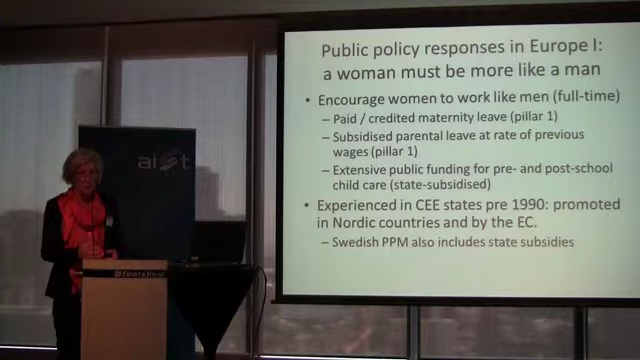 Public policy responses in Europe I:
a woman must be more like a man
• Encourage women to work like men (full-time)
– Paid / credited maternity leave (pillar 1)
– Subsidised parental leave at rate of previous
wages (pillar 1)
– Extensive public funding for pre- and post-school
child care (state-subsidised)
• Experienced in CEE states pre 1990: promoted
in Nordic countries and by the EC.
– Swedish PPM also includes state subsidies
aist